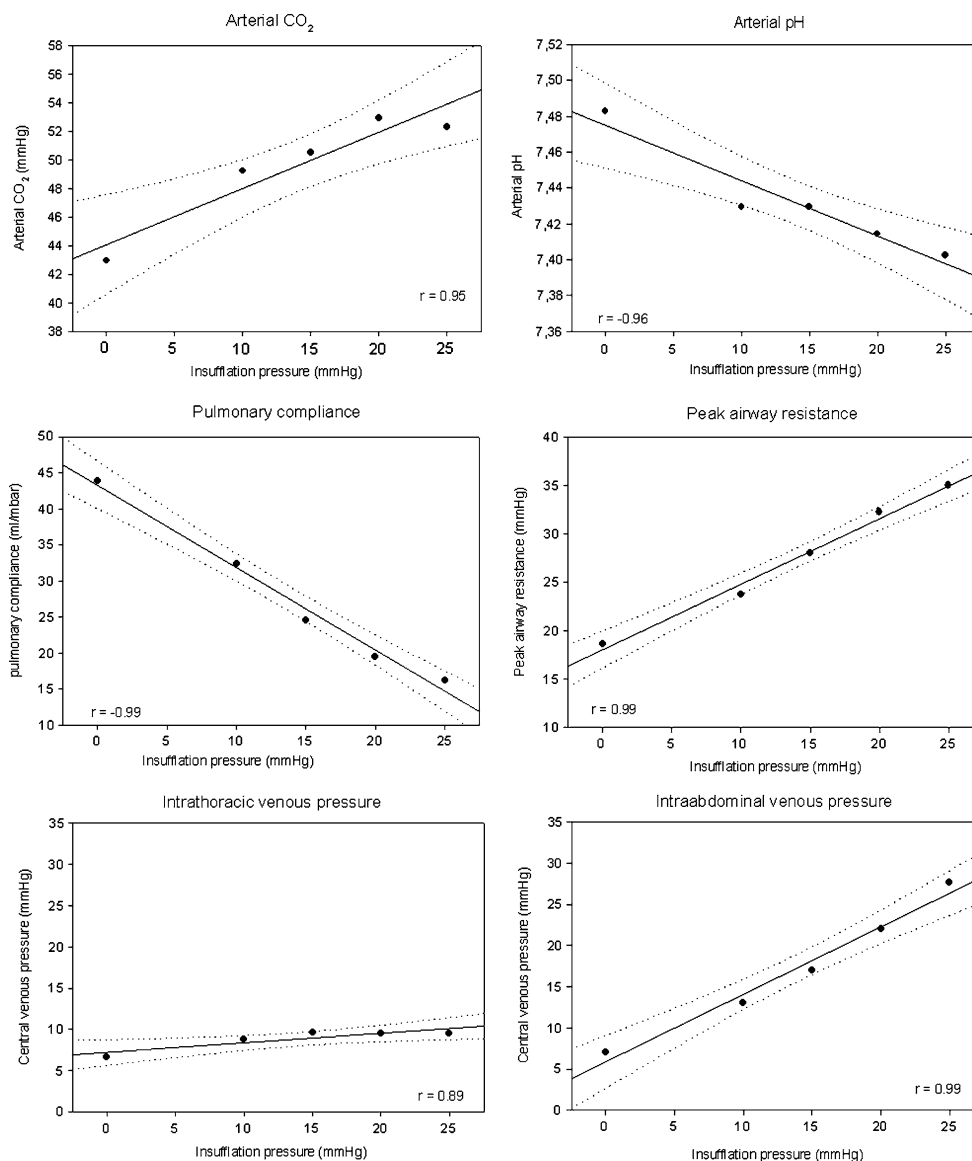 Arterial CO2
Arterial CO2 (mmHg)
58
56
54
52
50
48
46
44
42
40
38
r = 0.95
0 5 10 15 20 25
Insufflation pressure (mmHg)
Arterial pH
Arterial pH
7,52
7,50
7,48
7,46
7,44
7,42
7,40
7,38
7,36
r = -0.96
0 5 10 15 20 25
Insufflation pressure (mmHg)
Pulmonary compliance
pulmonary compliance (ml/mbar)
50
45
40
35
30
25
20
15
10
r = -0.99
0 5 10 15 20 25
Insufflation pressure (mmHg)
Peak airway resistance
Peak airway resistance (mmHg)
40
35
30
25
20
15
10
r = 0.99
0 5 10 15 20 25
Insufflation pressure (mmHg)
Intrathoracic venous pressure
Central venous pressure (mmHg)
35
30
25
20
15
10
5
0
r = 0.89
0 5 10 15 20 25
Insufflation pressure (mmHg)
Intraabdominal venous pressure
Central venous pressure (mmHg)
35
30
25
20
15
10
5
0
r = 0.99
0 5 10 15 20 25
Insufflation pressure (mmHg)